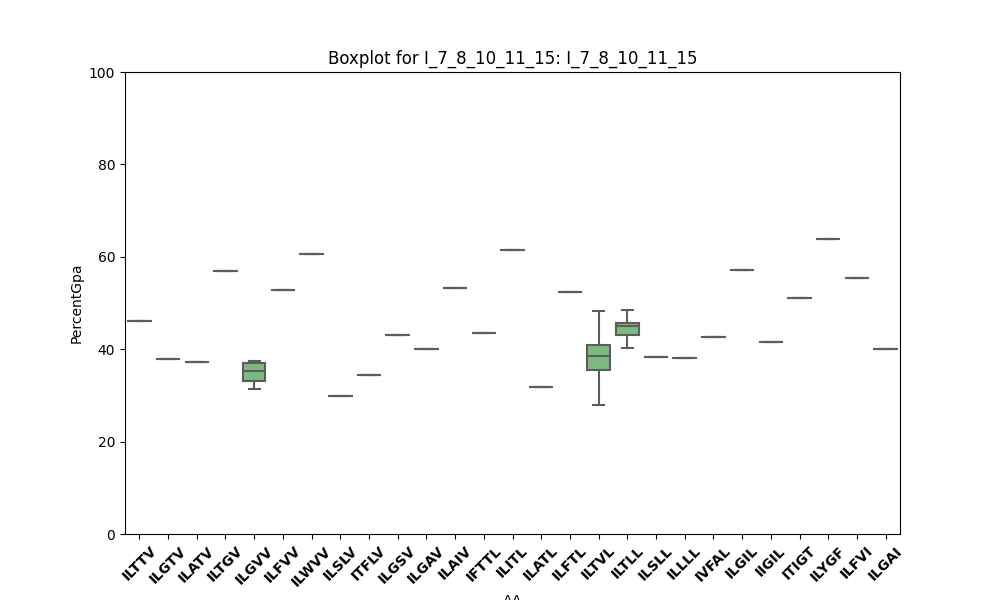 Boxplot for I_7_8_10_11_15: I_7_8_10_11_15
PercentGpa
100
80
60
40
20
0
ILTTV ILGTV ILATV ILTGV ILGVV ILFVV ILWVV ILSLV ITFLV ILGSV ILGAV ILAIV IFTTL ILITL ILATL ILFTL ILTVL ILTLL ILSLL ILLLL IVFAL ILGIL IIGIL ITIGT ILYGF ILFVI ILGAI
AA